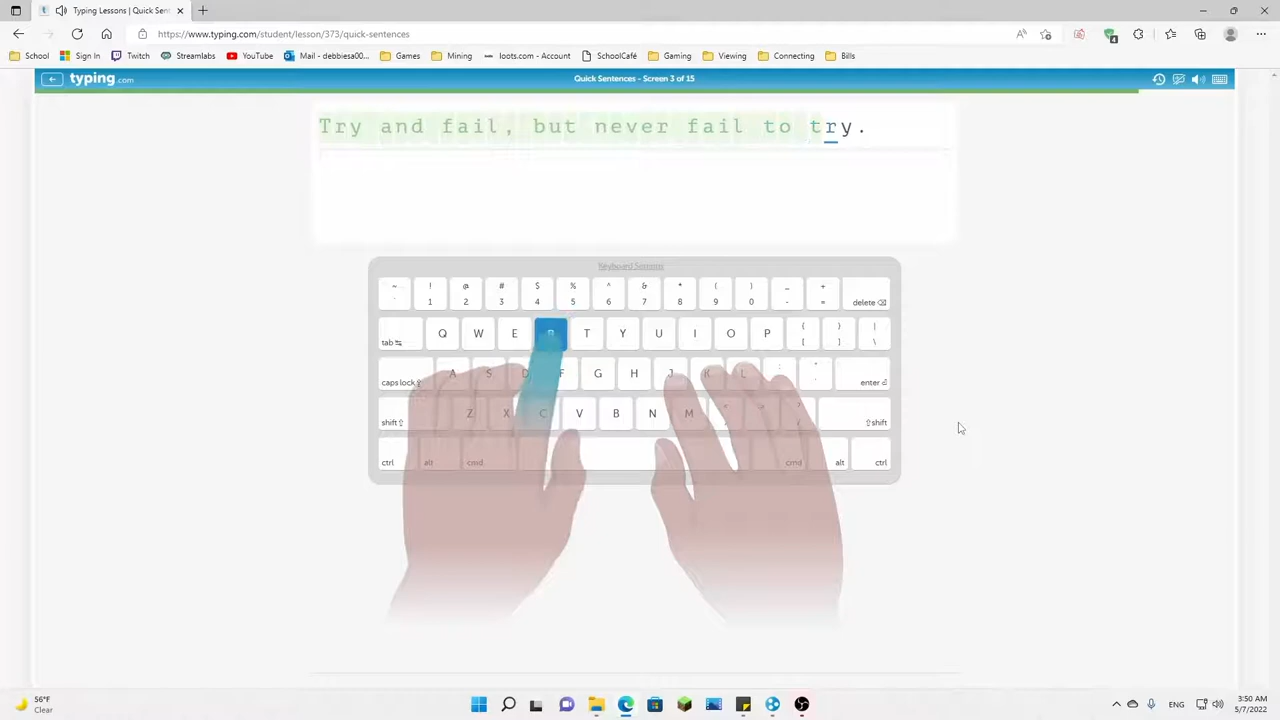 Typing Lessons | Quick Sent
https://www.typing.com/student/lesson/373/quick-sentences
School Sign In Twitch Streamlabs YouTube Mail - debbiesa00... Games Mining loots.com - Account SchoolCafé Gaming Viewing Connecting Bills
typing.com Quick Sentences - Screen 3 of 15
Try and fail, but never fail to try.
~ ! @ # $ % ^ & * ( ) _ +
` 1 2 3 4 5 6 7 8 9 0 - = delete
tab Q W E R T Y U I O P { [ } ] | \
caps lock A S D F G H J K L : ; " ' enter
shift Z X C V B N M < , > . ? / shift
ctrl alt cmd cmd alt ctrl
56°F
Clear
ENG
3:50 AM
5/7/2022